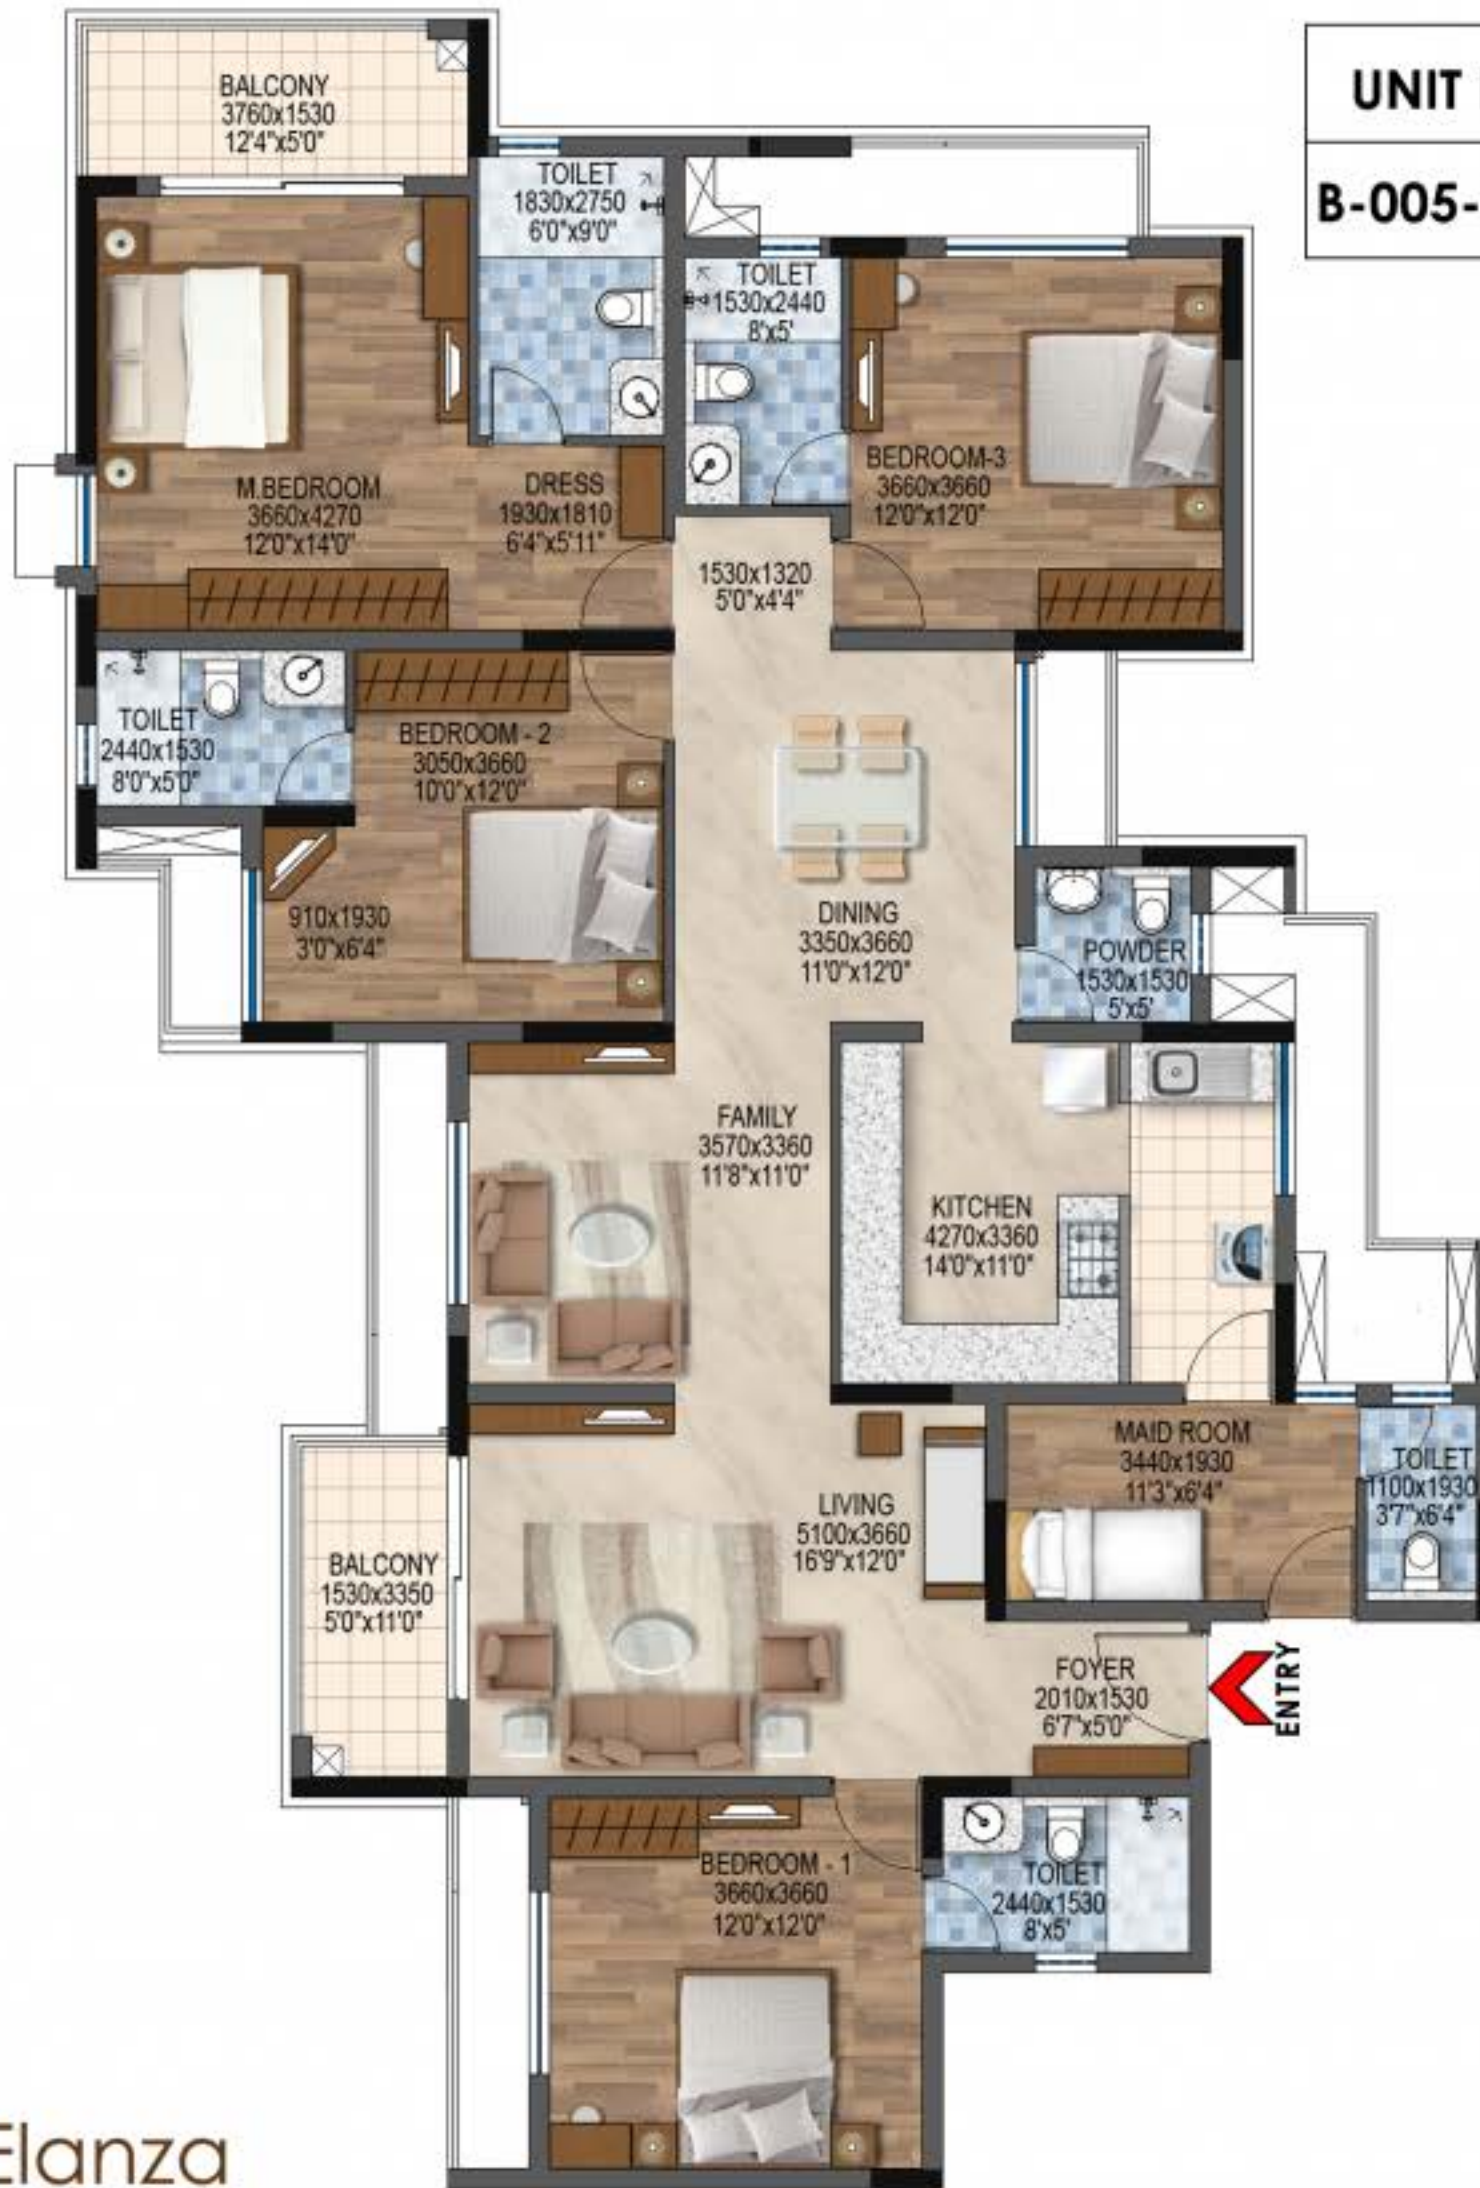 BALCONY
3760x1530
12'4"x5'0"
UNIT
B-005-
TOILET
1830x2750
6'0"x9'0"
TOILET
1530x2440
8'x5'
M.BEDROOM
3660x4270
12'0"x14'0"
DRESS
1930x1810
6'4"x5'11"
BEDROOM-3
3660x3660
12'0"x12'0"
1530x1320
5'0"x4'4"
TOILET
2440x1530
8'0"x5'0"
BEDROOM - 2
3050x3660
10'0"x12'0"
910x1930
3'0"x6'4"
DINING
3350x3660
11'0"x12'0"
POWDER
1530x1530
5'x5'
FAMILY
3570x3360
11'8"x11'0"
KITCHEN
4270x3360
14'0"x11'0"
MAID ROOM
3440x1930
11'3"x6'4"
TOILET
1100x1930
3'7"x6'4"
LIVING
5100x3660
16'9"x12'0"
BALCONY
1530x3350
5'0"x11'0"
FOYER
2010x1530
6'7"x5'0"
ENTRY
BEDROOM - 1
3660x3660
12'0"x12'0"
TOILET
2440x1530
8'x5'
Elanza